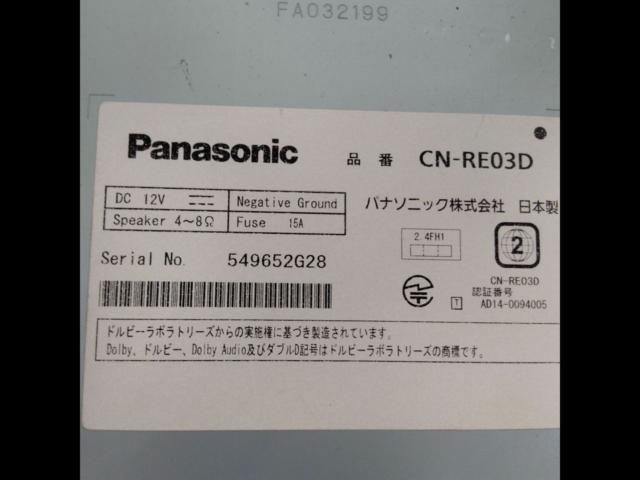 FA032199
Panasonic 品番 CN-RE03D
DC 12V Negative Ground
Speaker 4～8Ω Fuse 15A
パナソニック株式会社 日本製
2.4FH1
2
Serial No. 549652G28
CN-RE03D
認証番号
T AD14-0094005
ドルビーラボラトリーズからの実施権に基づき製造されています。
Dolby、ドルビー、Dolby Audio及びダブルD記号はドルビーラボラトリーズの商標です。